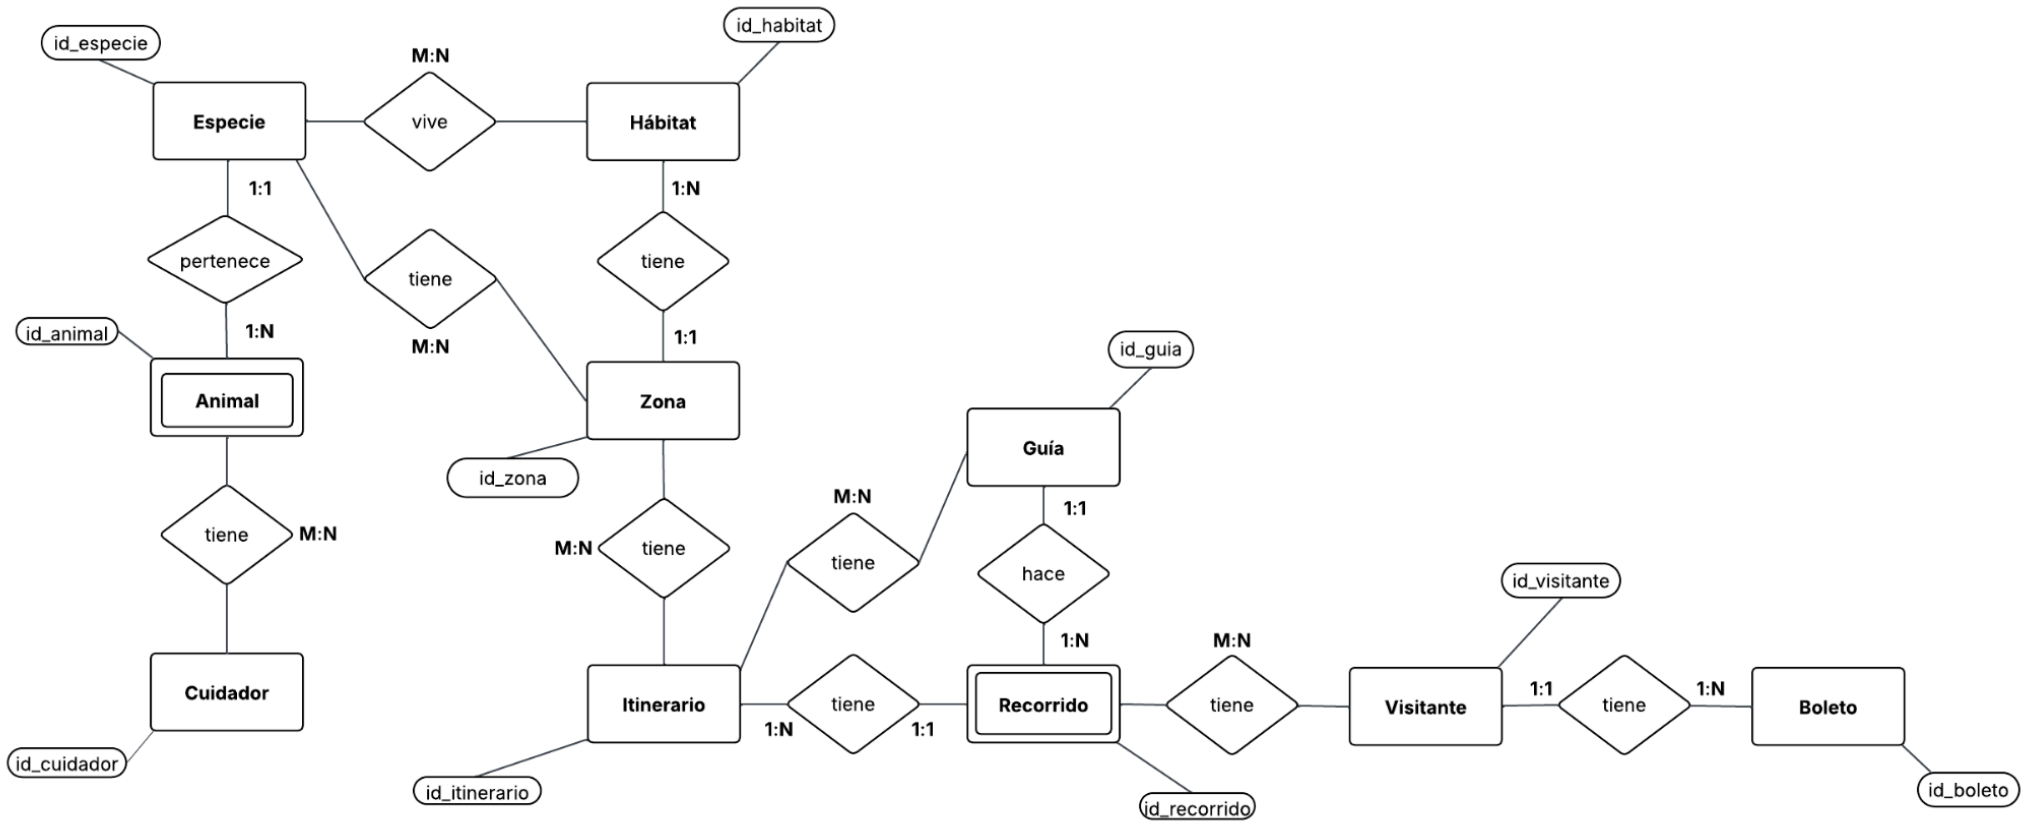 id_habitat
id_especie
M:N
Especie
vive
Hábitat
1:1
1:N
pertenece
tiene
tiene
id_animal
1:N
M:N
1:1
id_guia
Animal
Zona
Guía
id_zona
M:N
1:1
tiene
M:N
M:N
tiene
tiene
hace
id_visitante
M:N
1:N
Cuidador
1:1
1:N
Itinerario
tiene
Recorrido
tiene
Visitante
tiene
Boleto
1:N
1:1
id_cuidador
id_itinerario
id_recorrido
id_boleto